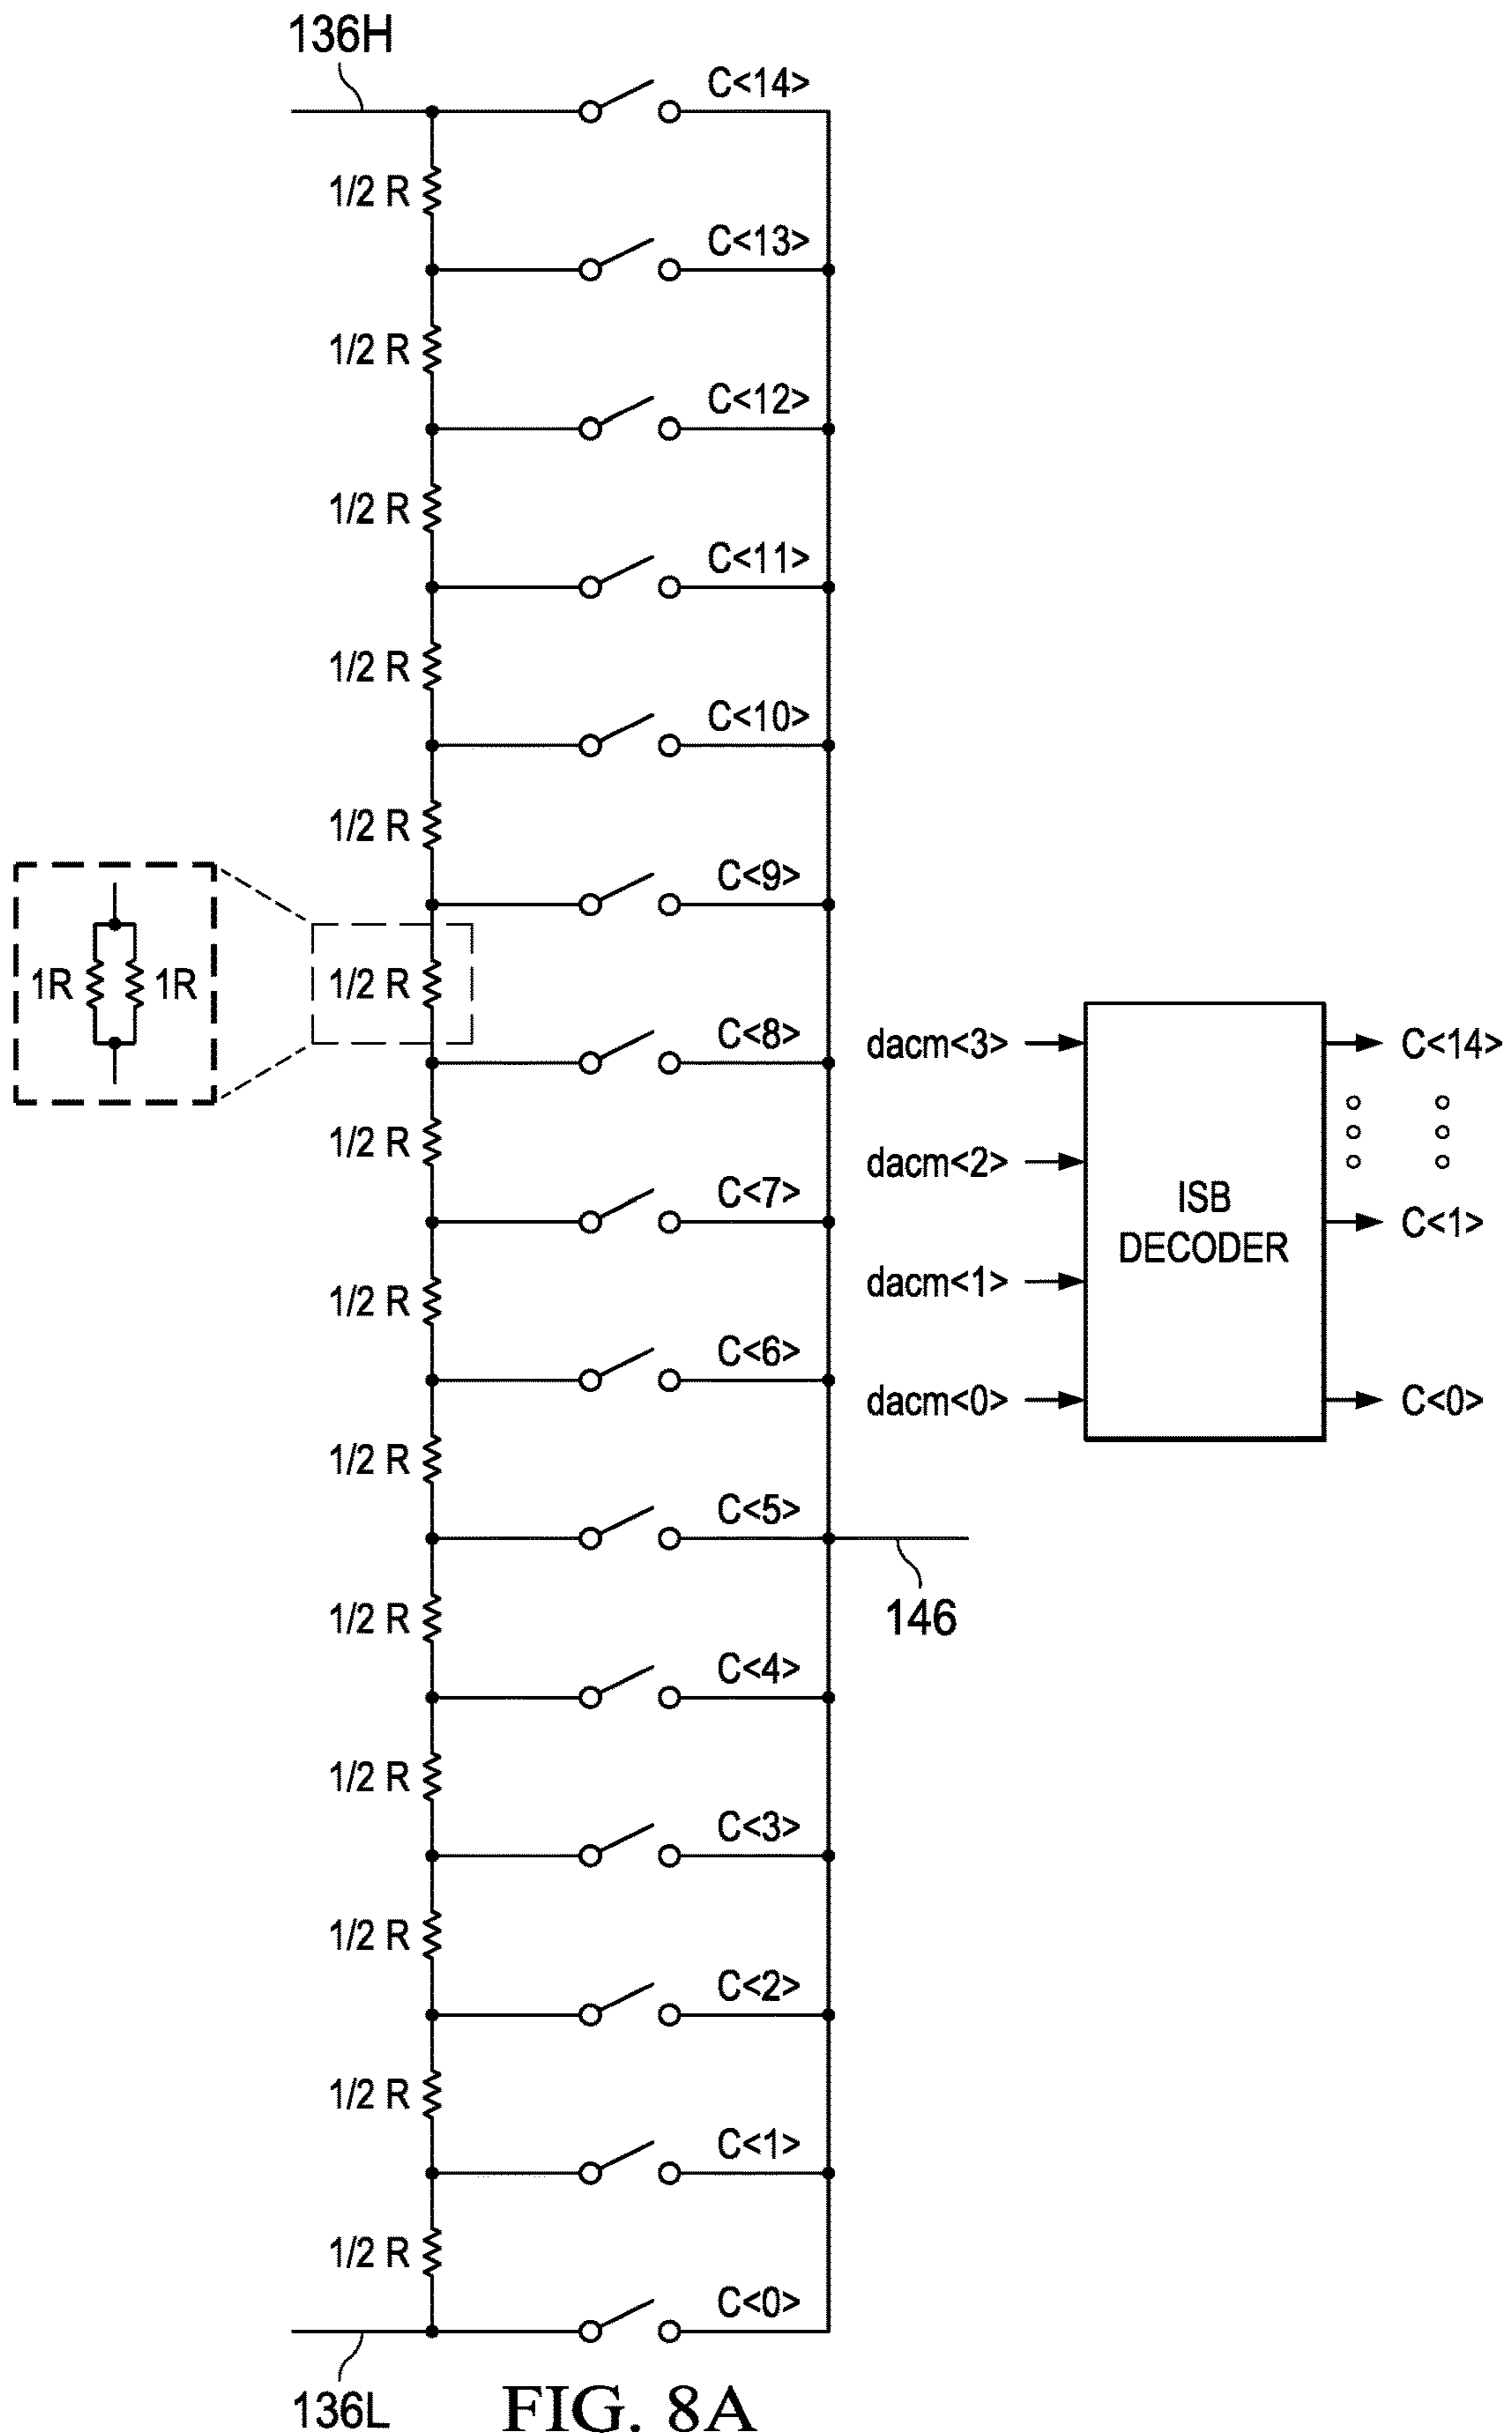 136H
C<14>
1/2 R
C<13>
1/2 R
C<12>
1/2 R
C<11>
1/2 R
C<10>
1/2 R
C<9>
1R 1R
1/2 R
C<8>
1/2 R
C<7>
1/2 R
C<6>
1/2 R
C<5>
146
1/2 R
C<4>
1/2 R
C<3>
1/2 R
C<2>
1/2 R
C<1>
1/2 R
C<0>
136L
dacm<3>
dacm<2>
dacm<1>
dacm<0>
ISB
DECODER
C<14>
C<1>
C<0>
FIG. 8A